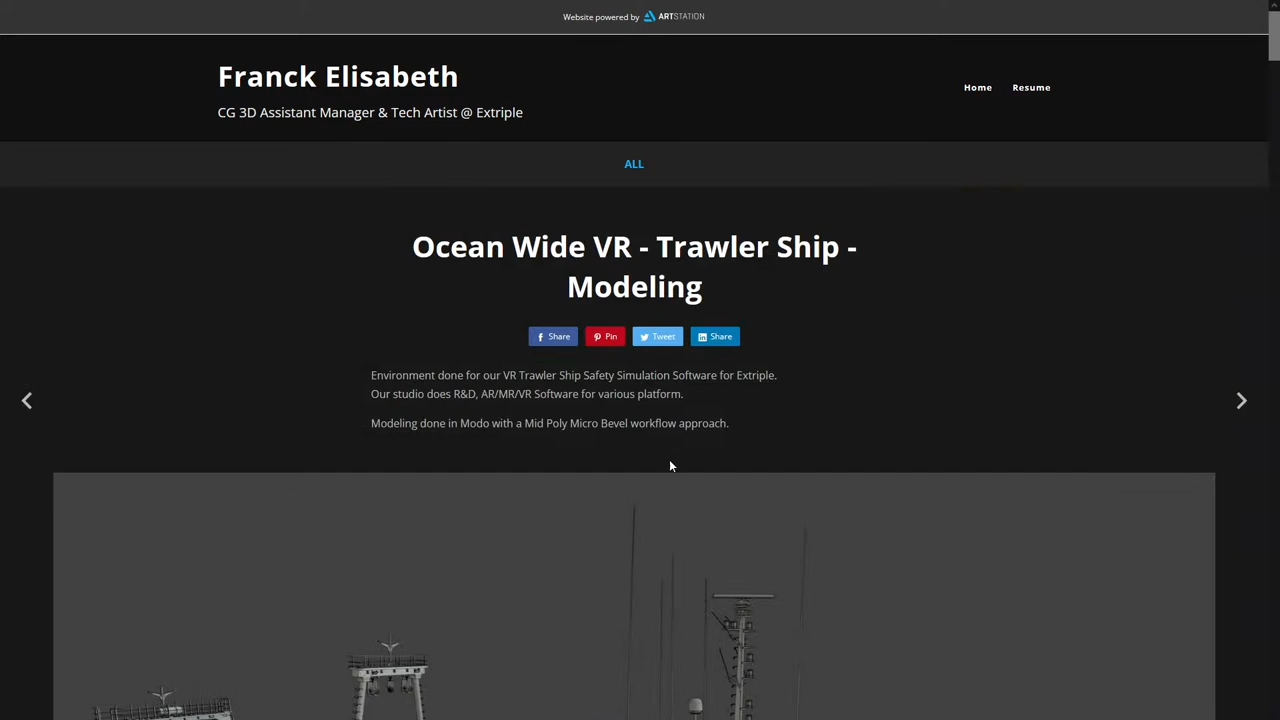 Website powered by ARTSTATION
Franck Elisabeth
CG 3D Assistant Manager & Tech Artist @ Extriple
Home Resume
ALL
Ocean Wide VR - Trawler Ship -
Modeling
Share Pin Tweet Share
Environment done for our VR Trawler Ship Safety Simulation Software for Extriple.
Our studio does R&D, AR/MR/VR Software for various platform.
Modeling done in Modo with a Mid Poly Micro Bevel workflow approach.